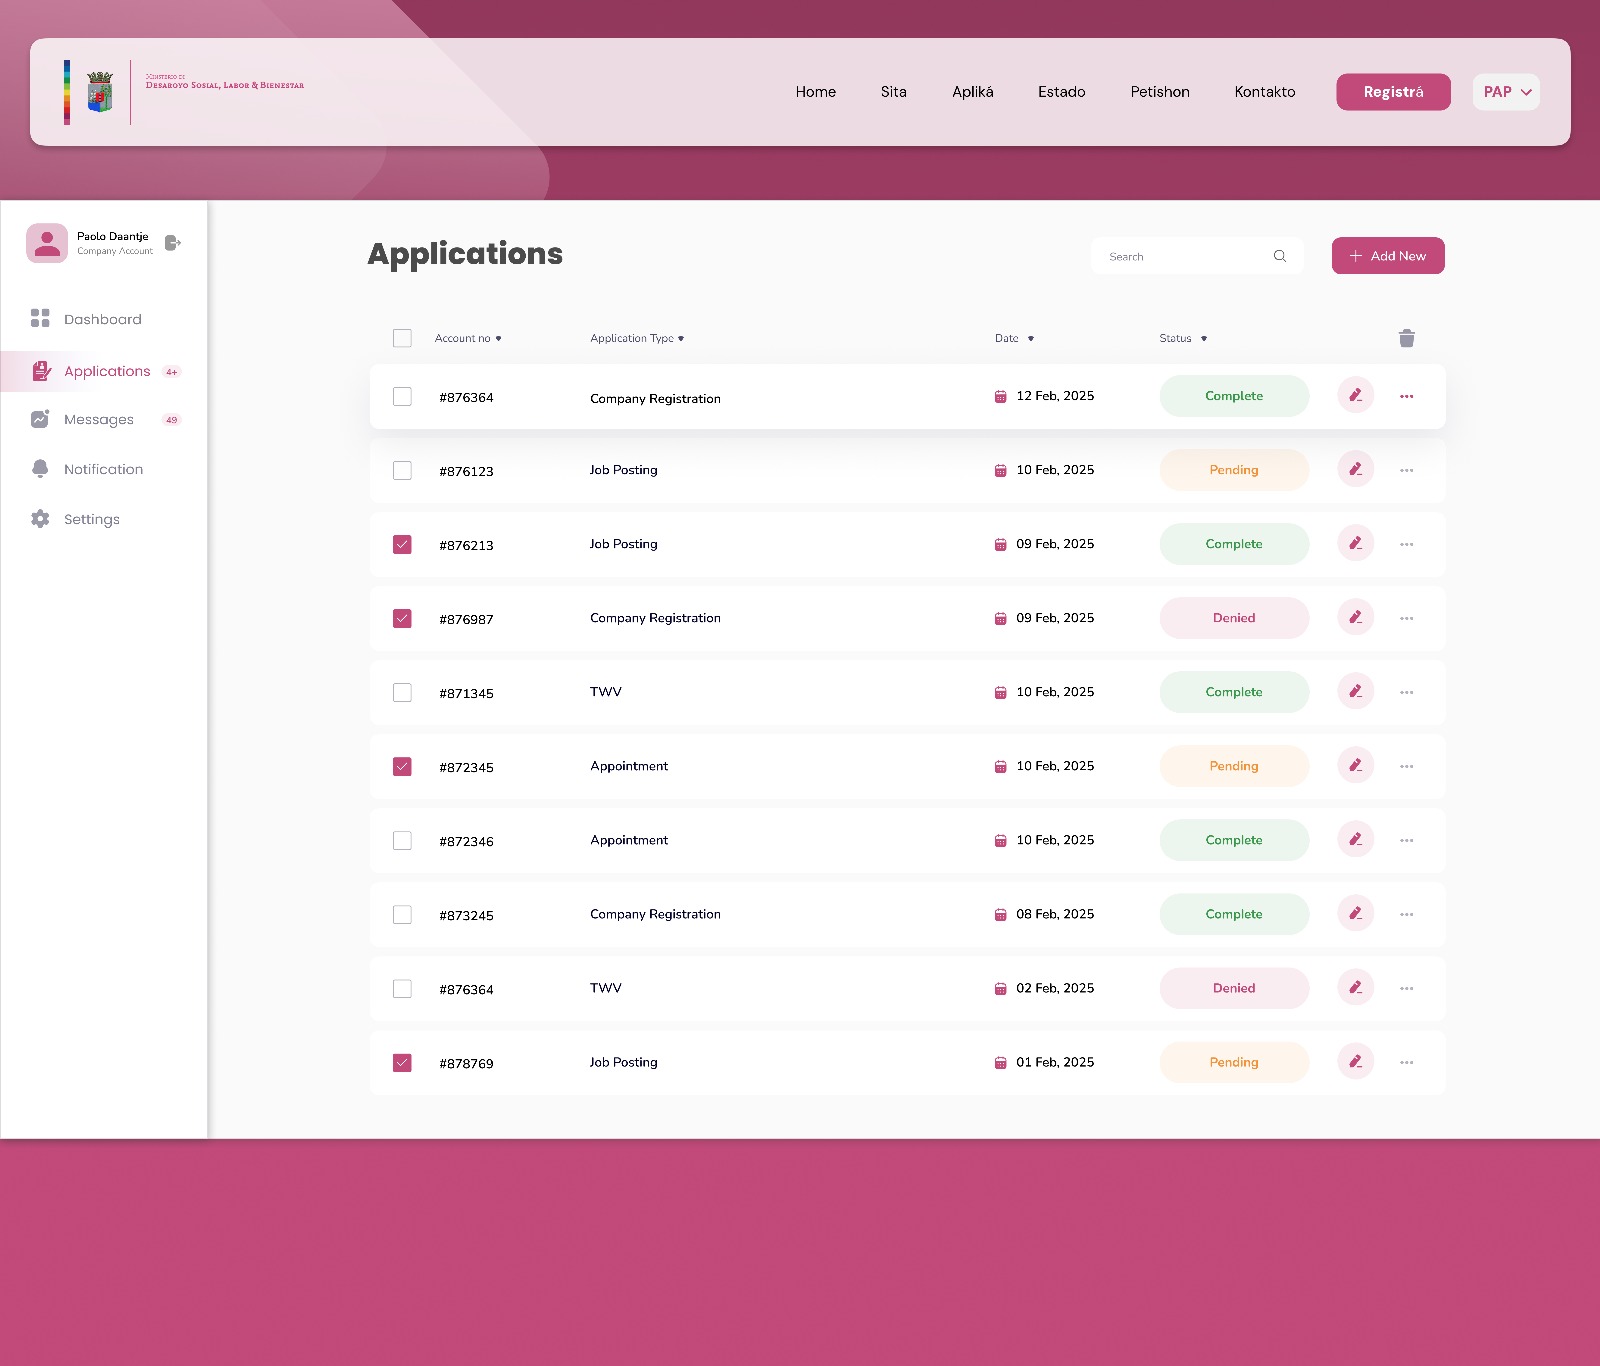 Ministerio di
Desaroyo Sosial, Labor & Bienestar
Home Sita Apliká Estado Petishon Kontakto Registrá PAP
Paolo Daantje
Company Account
Dashboard
Applications 4+
Messages 49
Notification
Settings
Applications
Search
Add New
Account no Application Type Date Status
#876364 Company Registration 12 Feb, 2025 Complete
#876123 Job Posting 10 Feb, 2025 Pending
#876213 Job Posting 09 Feb, 2025 Complete
#876987 Company Registration 09 Feb, 2025 Denied
#871345 TWV 10 Feb, 2025 Complete
#872345 Appointment 10 Feb, 2025 Pending
#872346 Appointment 10 Feb, 2025 Complete
#873245 Company Registration 08 Feb, 2025 Complete
#876364 TWV 02 Feb, 2025 Denied
#878769 Job Posting 01 Feb, 2025 Pending